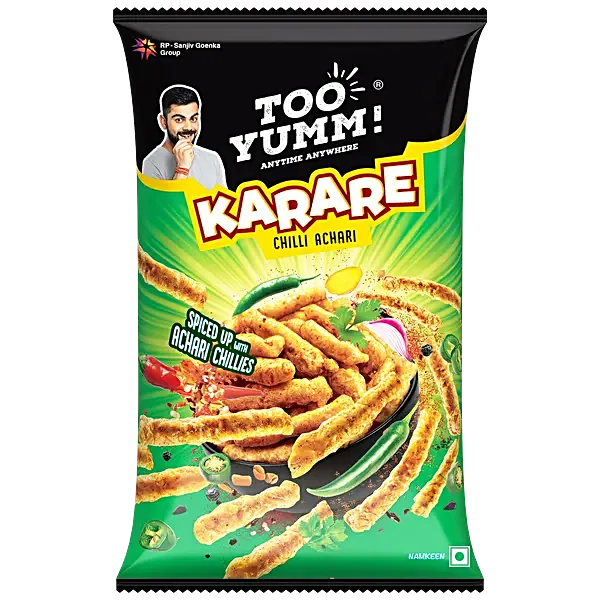 RP-Sanjiv Goenka
Group
TOO
YUMM!
®
ANYTIME ANYWHERE
KARARE
CHILLI ACHARI
SPICED UP WITH
ACHARI CHILLIES
NAMKEEN